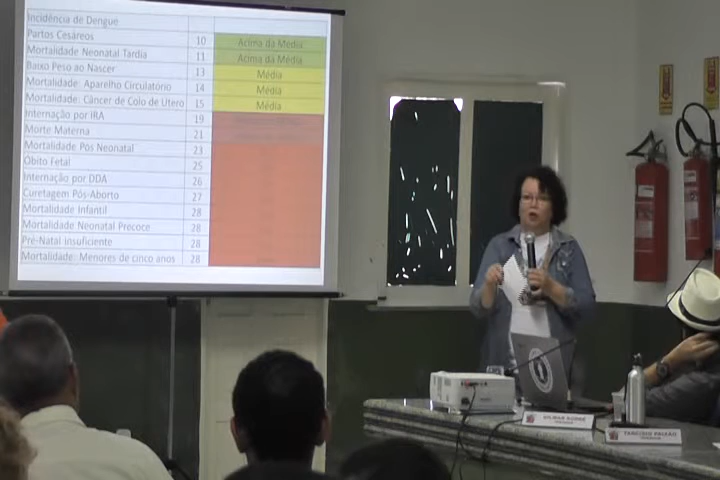 Incidência de Dengue
Partos Cesáreos 10 Acima da Média
Mortalidade Neonatal Tardia 11 Acima da Média
Baixo Peso ao Nascer 13 Média
Mortalidade: Aparelho Circulatório 14 Média
Mortalidade: Câncer de Colo de Útero 15 Média
Internação por IRA 19
Morte Materna 21
Mortalidade Pós Neonatal 23
Óbito Fetal 25
Internação por DDA 26
Curetagem Pós-Aborto 27
Mortalidade Infantil 28
Mortalidade Neonatal Precoce 28
Pré-Natal insuficiente 28
Mortalidade: Menores de cinco anos 28
TARCISIO PAIXÃO